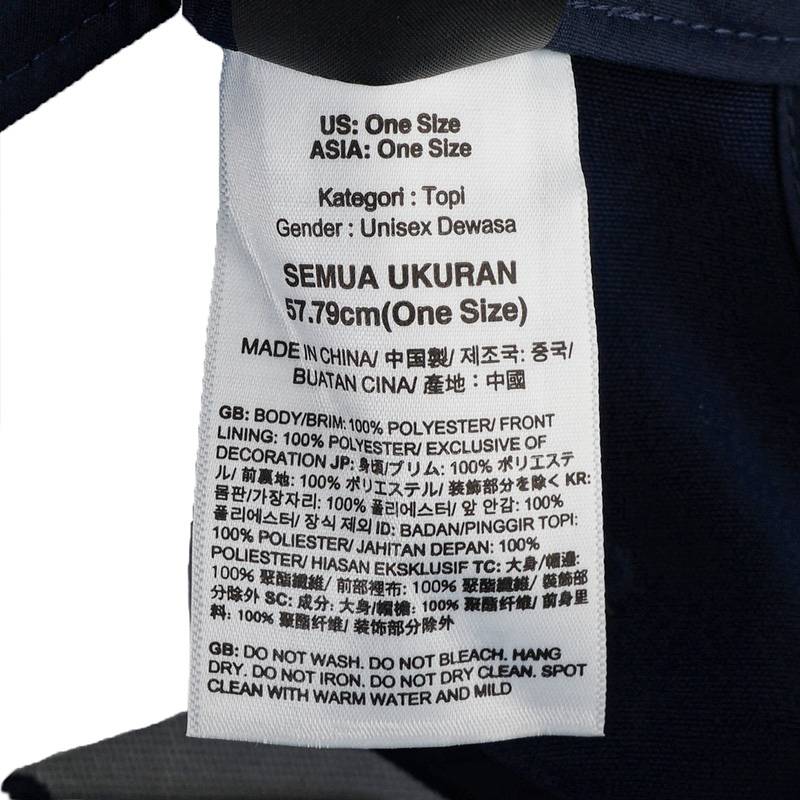 US: One Size
ASIA: One Size
Kategori : Topi
Gender : Unisex Dewasa
SEMUA UKURAN
57.79cm(One Size)
MADE IN CHINA/ 中国製/ 제조국: 중국/
BUATAN CINA/ 產地：中國
GB: BODY/BRIM: 100% POLYESTER/ FRONT
LINING: 100% POLYESTER/ EXCLUSIVE OF
DECORATION JP: 身頃/ブリム: 100% ポリエステ
ル/ 前裏地: 100% ポリエステル/ 装飾部分を除く KR:
몸판/가장자리: 100% 폴리에스터/ 앞 안감: 100%
폴리에스터/ 장식 제외 ID: BADAN/PINGGIR TOPI:
100% POLIESTER/ JAHITAN DEPAN: 100%
POLIESTER/ HIASAN EKSKLUSIF TC: 大身/帽邊:
100% 聚酯纖維/ 前部裡布: 100% 聚酯纖維/ 裝飾部
分除外 SC: 成分: 大身/帽檐: 100% 聚酯纤维/ 前身里
料: 100% 聚酯纤维/ 装饰部分除外
GB: DO NOT WASH. DO NOT BLEACH. HANG
DRY. DO NOT IRON. DO NOT DRY CLEAN. SPOT
CLEAN WITH WARM WATER AND MILD